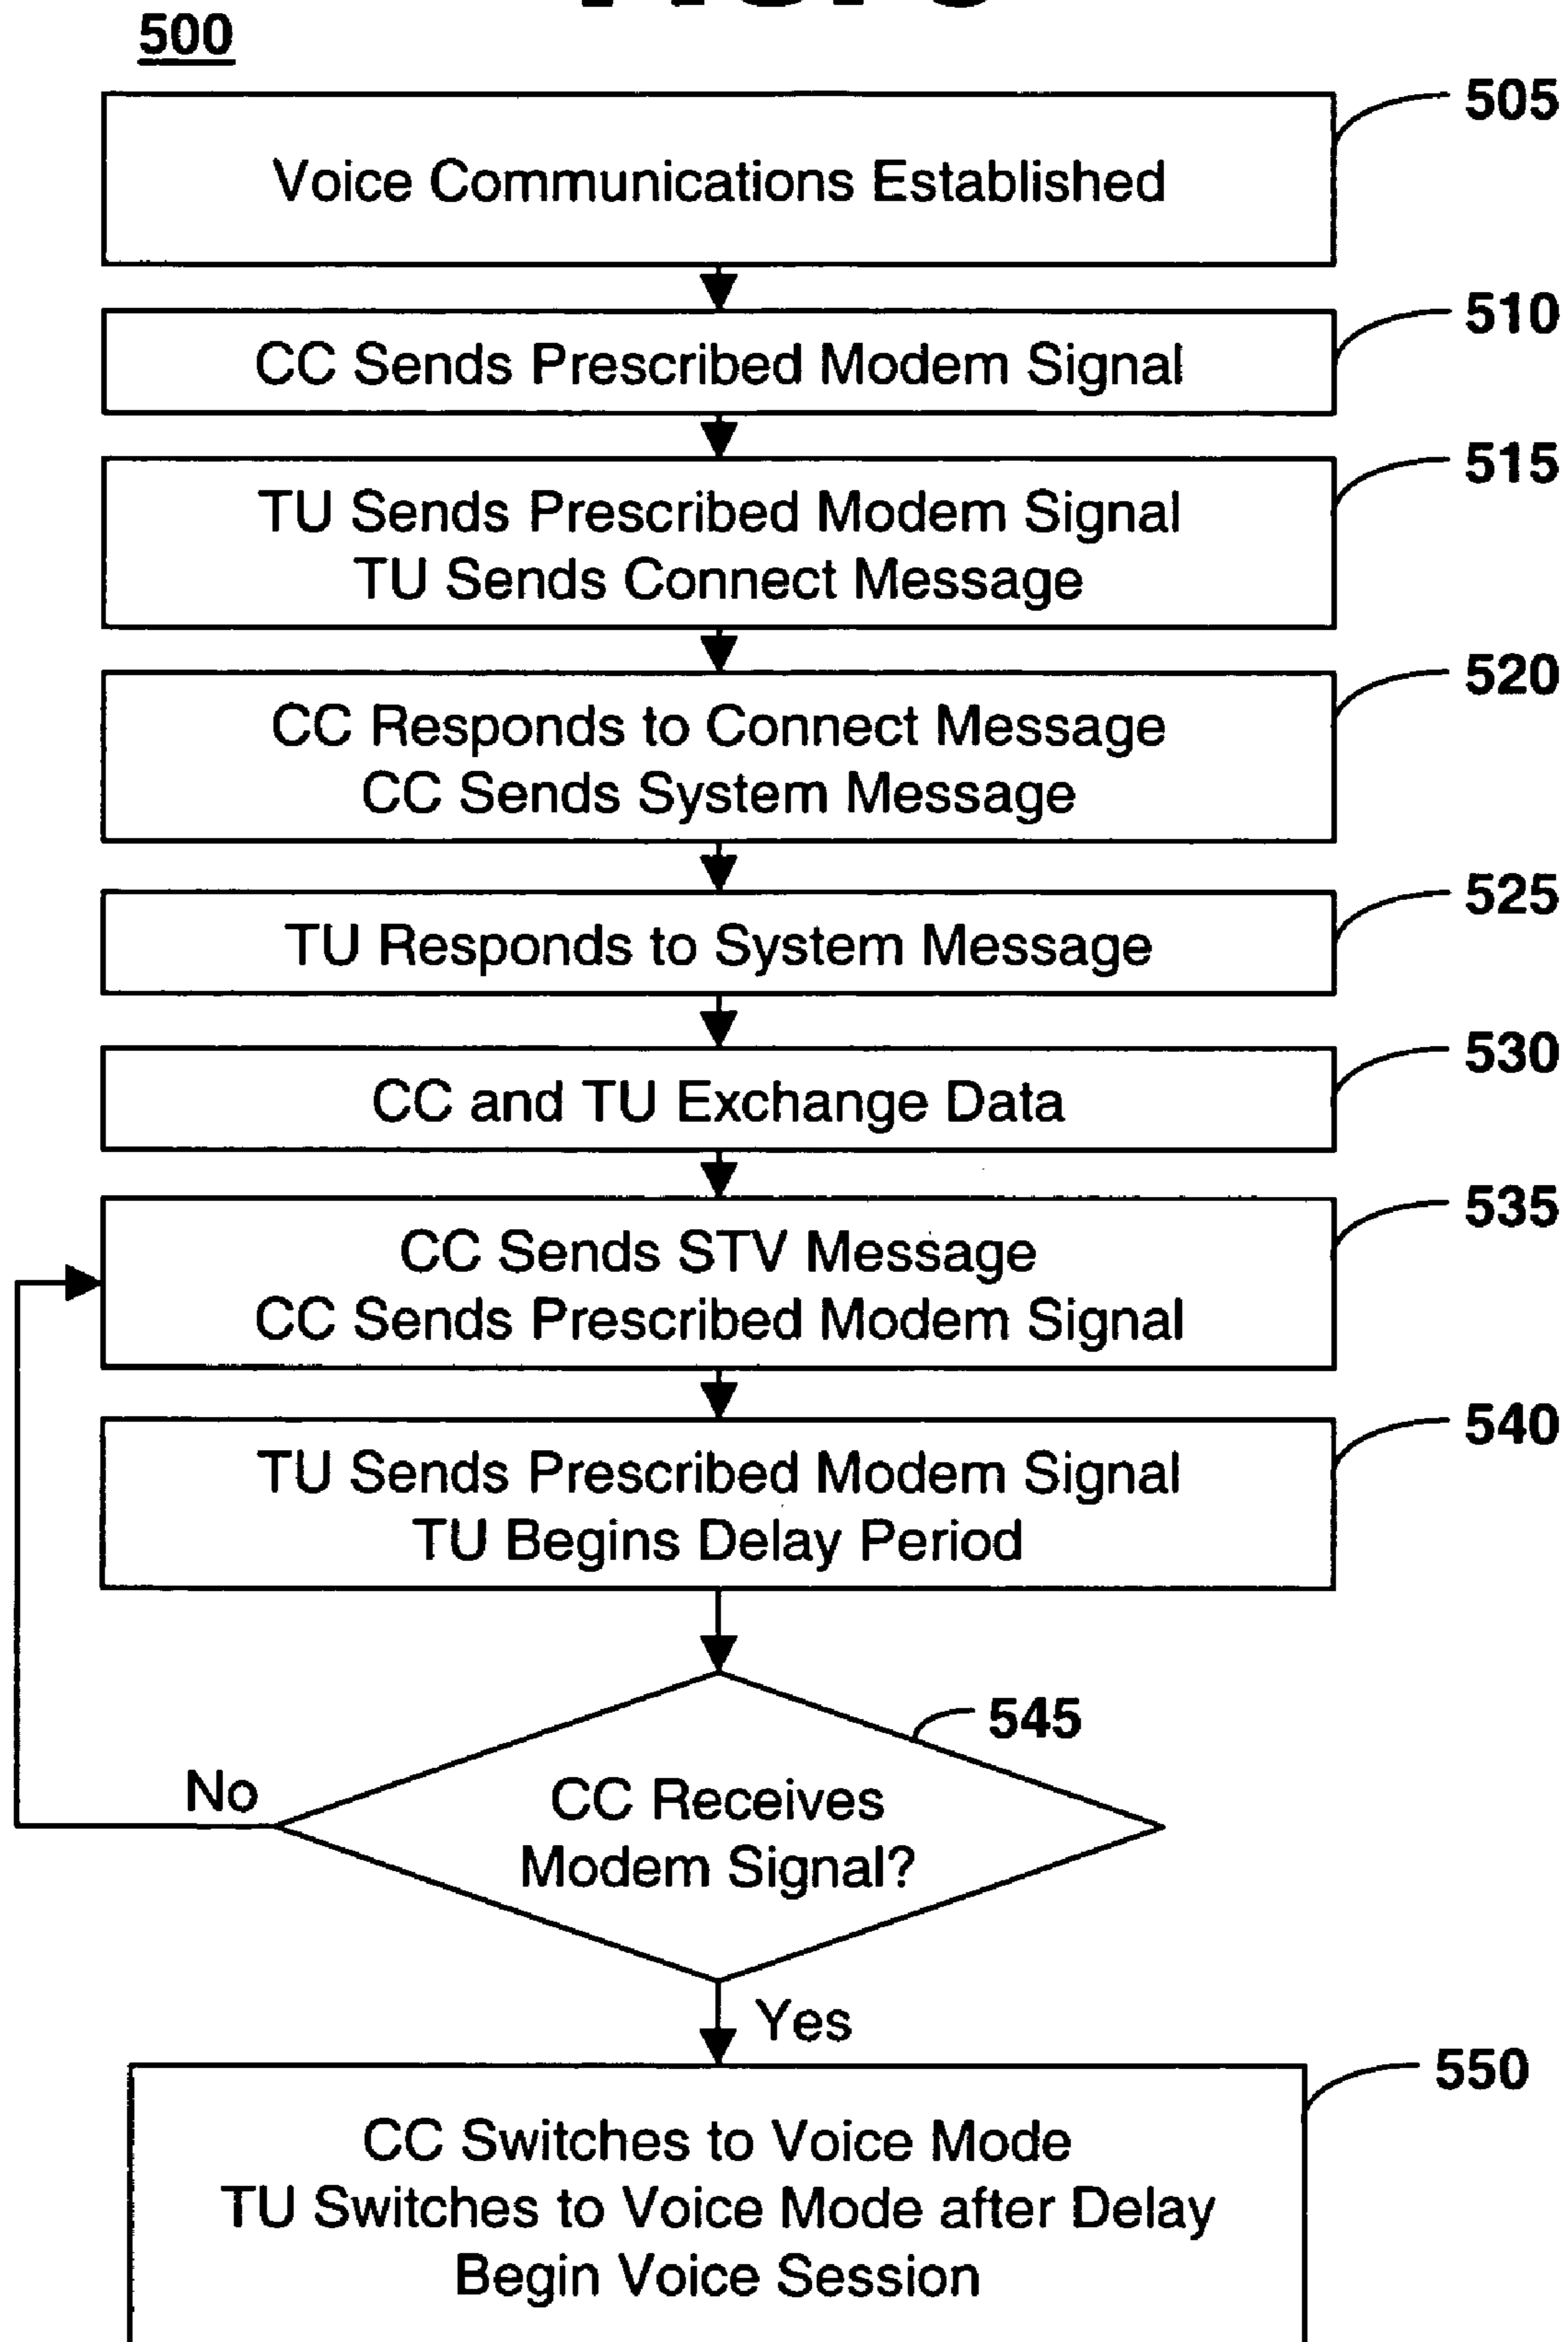 500
505
Voice Communications Established
510
CC Sends Prescribed Modem Signal
515
TU Sends Prescribed Modem Signal
TU Sends Connect Message
520
CC Responds to Connect Message
CC Sends System Message
525
TU Responds to System Message
530
CC and TU Exchange Data
535
CC Sends STV Message
CC Sends Prescribed Modem Signal
540
TU Sends Prescribed Modem Signal
TU Begins Delay Period
545
No
CC Receives
Modem Signal?
Yes
550
CC Switches to Voice Mode
TU Switches to Voice Mode after Delay
Begin Voice Session